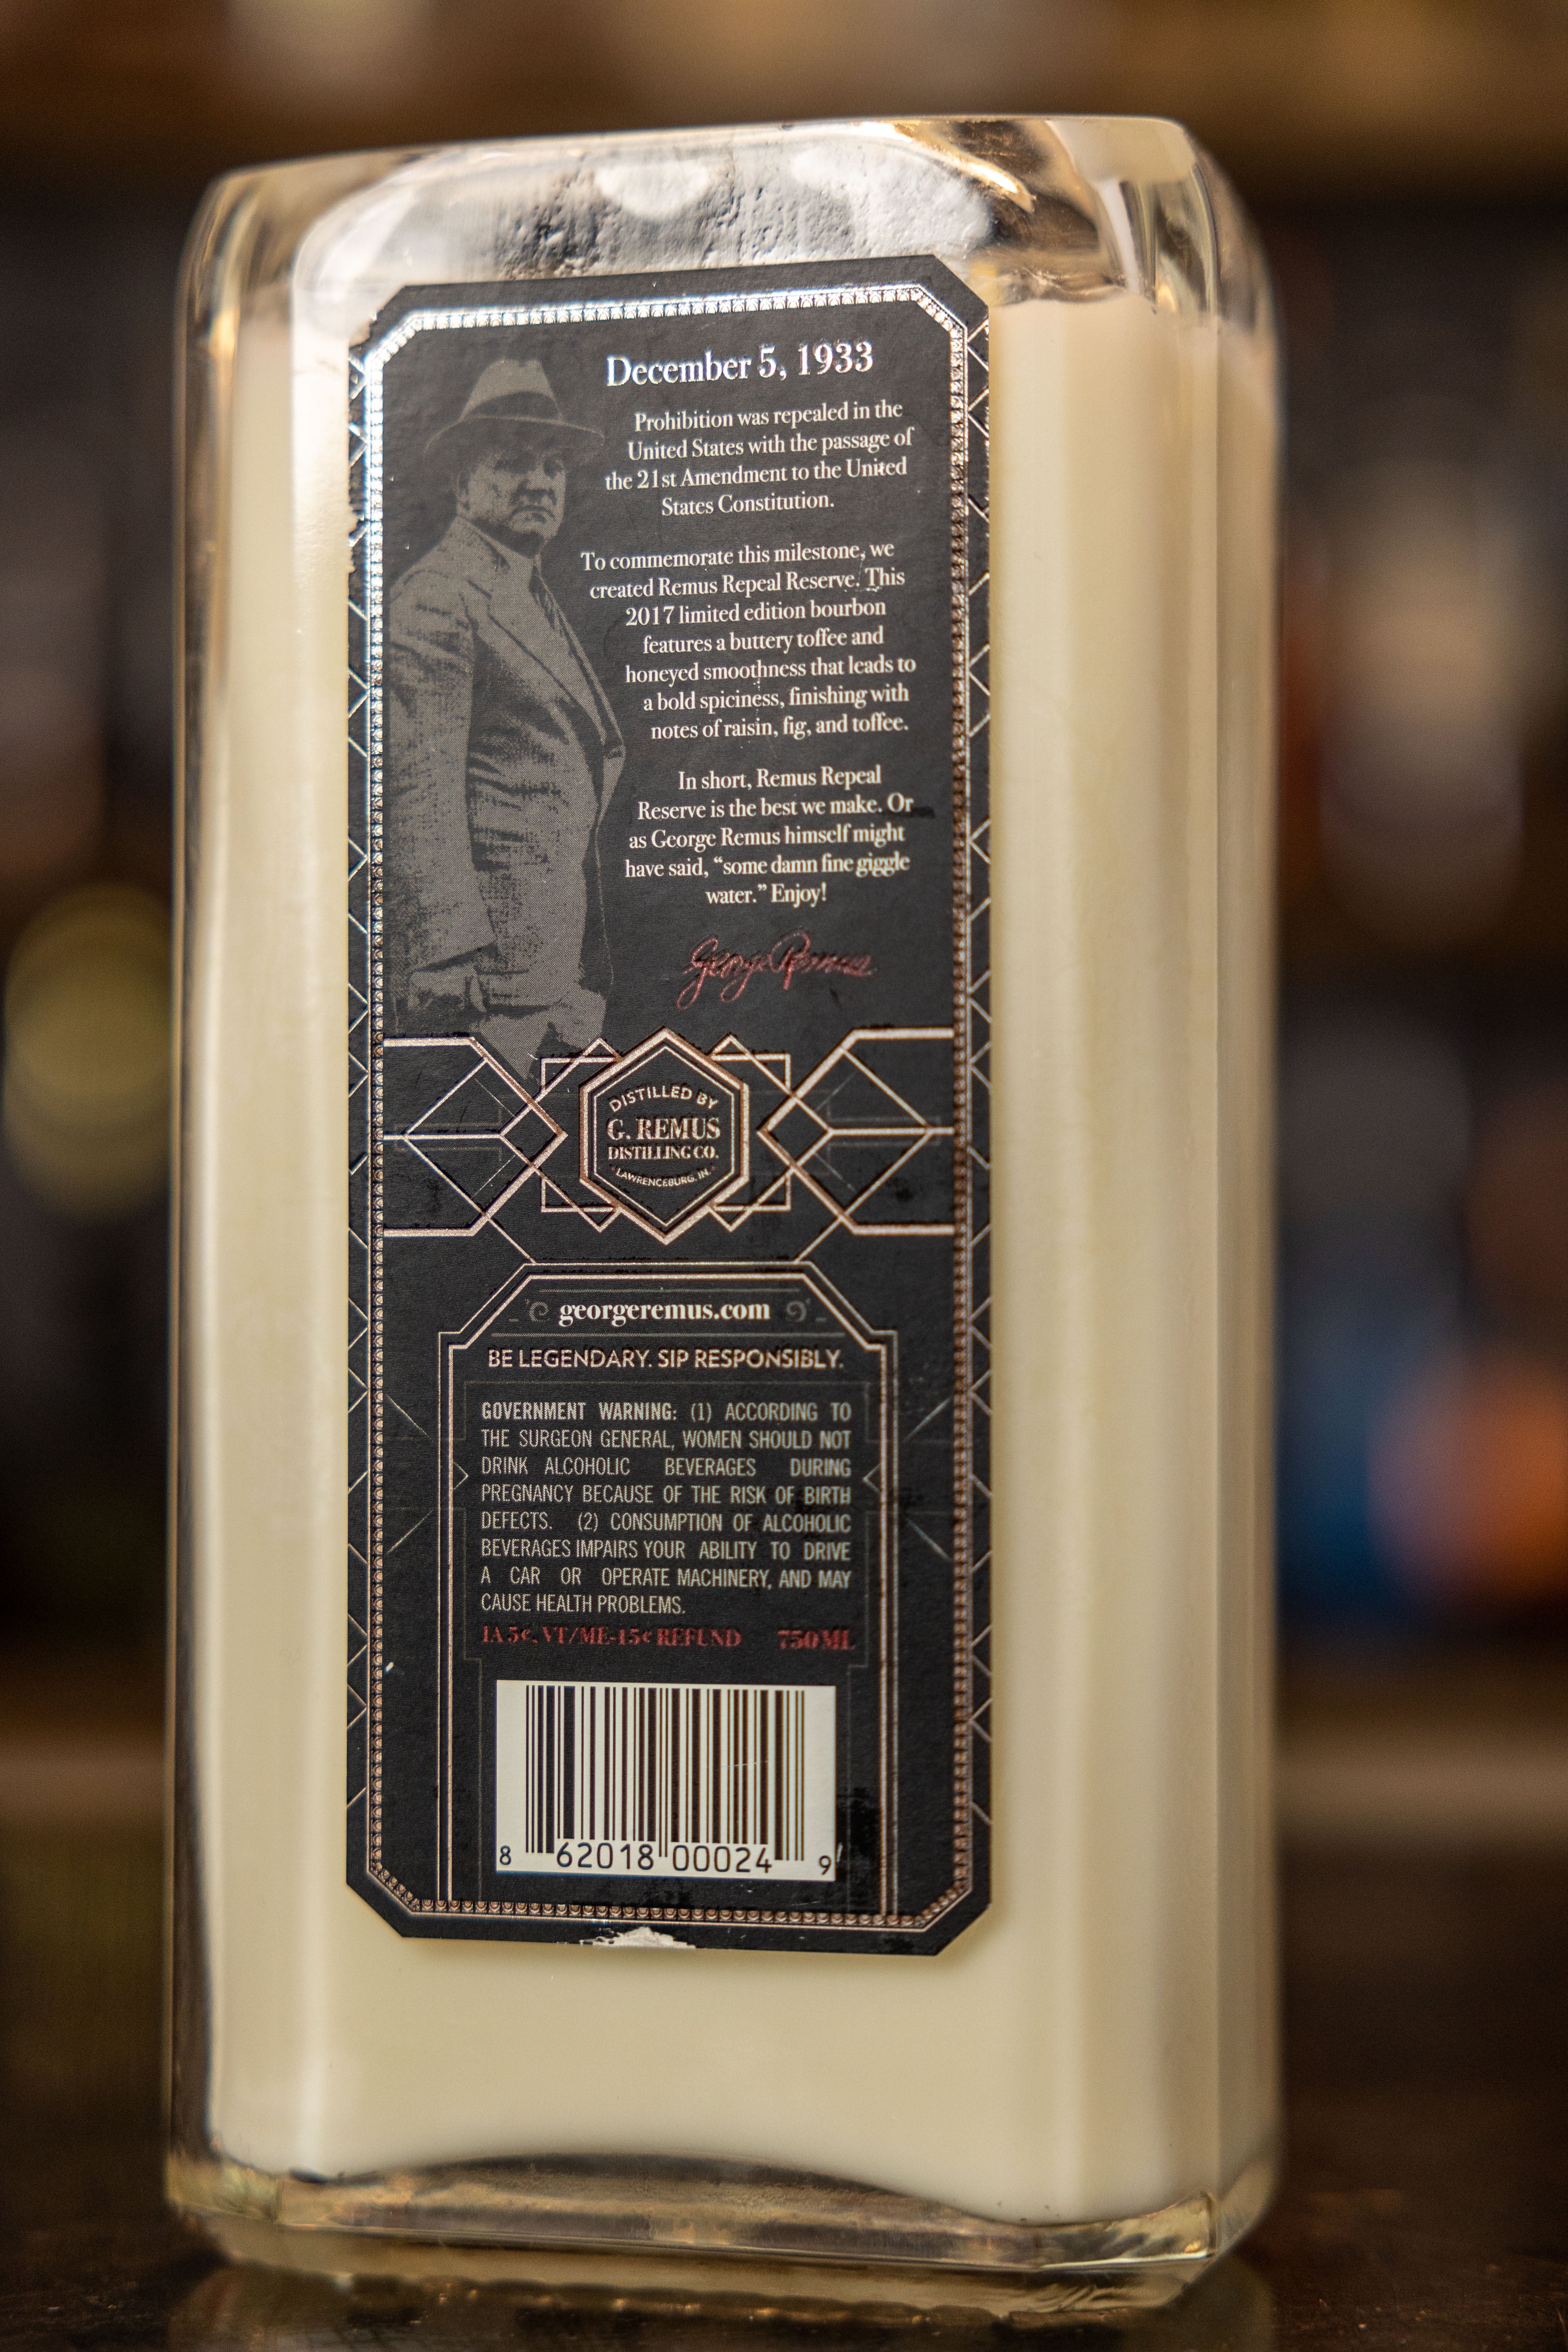 December 5, 1933
Prohibition was repealed in the
United States with the passage of
the 21st Amendment to the United
States Constitution.
To commemorate this milestone, we
created Remus Repeal Reserve. This
2017 limited edition bourbon
features a buttery toffee and
honeyed smoothness that leads to
a bold spiciness, finishing with
notes of raisin, fig, and toffee.
In short, Remus Repeal
Reserve is the best we make. Or
as George Remus himself might
have said, “some damn fine giggle
water.” Enjoy!
George Remus
DISTILLED BY
G. REMUS
DISTILLING CO.
LAWRENCEBURG, IN.
georgeremus.com
BE LEGENDARY. SIP RESPONSIBLY.
GOVERNMENT WARNING: (1) ACCORDING TO
THE SURGEON GENERAL, WOMEN SHOULD NOT
DRINK ALCOHOLIC BEVERAGES DURING
PREGNANCY BECAUSE OF THE RISK OF BIRTH
DEFECTS. (2) CONSUMPTION OF ALCOHOLIC
BEVERAGES IMPAIRS YOUR ABILITY TO DRIVE
A CAR OR OPERATE MACHINERY, AND MAY
CAUSE HEALTH PROBLEMS.
IA 5¢, VT/ME-15¢ REFUND 750 ML
8 62018 00024 9